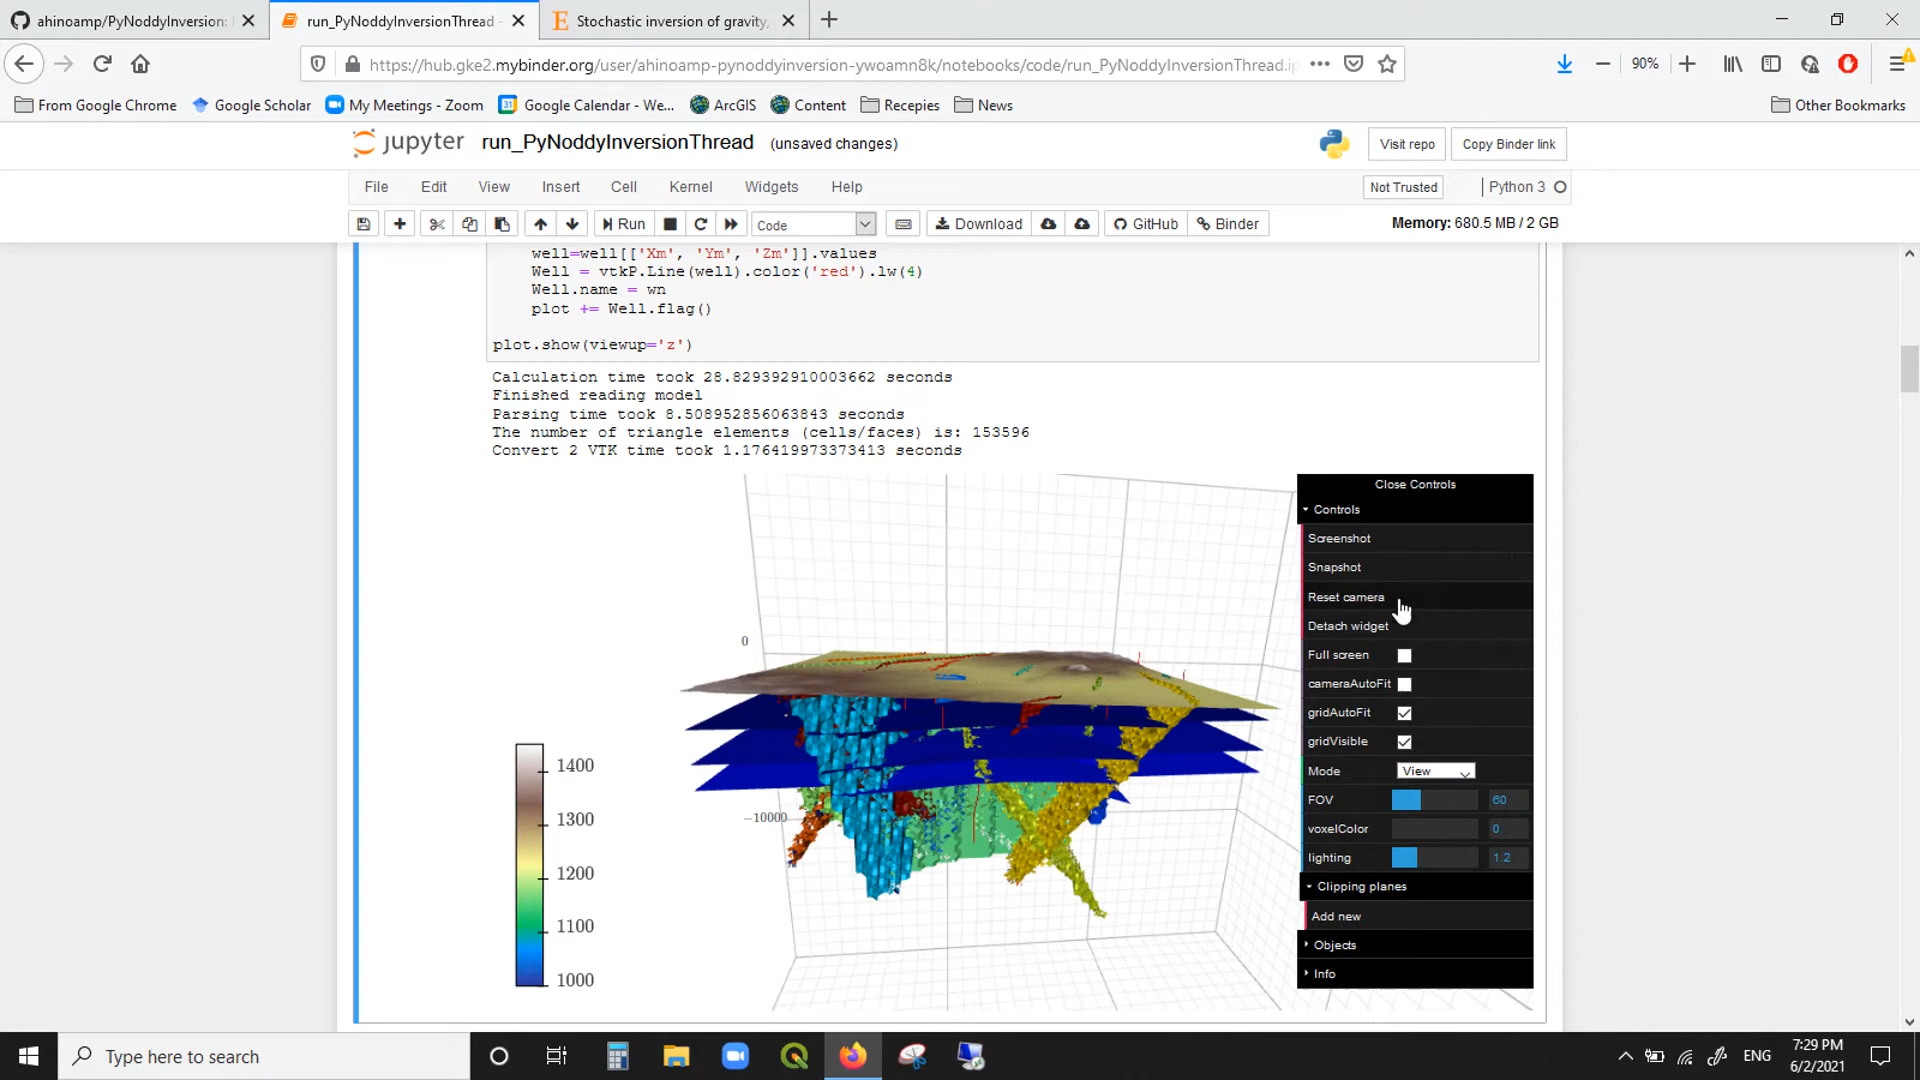 ahinoamp/PyNoddyInversion:
run_PyNoddyInversionThread -
Stochastic inversion of gravity,
https://hub.gke2.mybinder.org/user/ahinoamp-pynoddyinversion-ywoamn8k/notebooks/code/run_PyNoddyInversionThread.ip
90%
From Google Chrome
Google Scholar
My Meetings - Zoom
31
Google Calendar - We...
ArcGIS
Content
Recepies
News
Other Bookmarks
jupyter
run_PyNoddyInversionThread
(unsaved changes)
Visit repo
Copy Binder link
File
Edit
View
Insert
Cell
Kernel
Widgets
Help
Not Trusted
Python 3
Run
Code
Download
GitHub
Binder
Memory: 680.5 MB / 2 GB
well=well[['Xm', 'Ym', 'Zm']].values
Well = vtkP.Line(well).color('red').lw(4)
Well.name = wn
plot += Well.flag()
plot.show(viewup='z')
Calculation time took 28.829392910003662 seconds
Finished reading model
Parsing time took 8.508952856063843 seconds
The number of triangle elements (cells/faces) is: 153596
Convert 2 VTK time took 1.176419973373413 seconds
0
−10000
1400
1300
1200
1100
1000
Close Controls
Controls
Screenshot
Snapshot
Reset camera
Detach widget
Full screen
cameraAutoFit
gridAutoFit
gridVisible
Mode
View
FOV
60
voxelColor
0
lighting
1.2
Clipping planes
Add new
Objects
Info
Type here to search
ENG
7:29 PM
6/2/2021